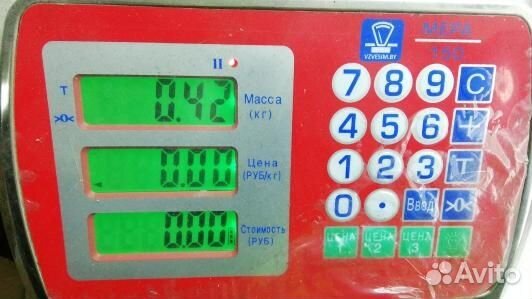 II
VZVESIM.BY
T
>0<
0.42
Масса
(кг)
7 8 9 C
4 5 6
0.00
Цена
(РУБ/кг)
1 2 3 T
0 . Ввод >0<
0.00
Стоимость
(РУБ)
ЦЕНА 1 ЦЕНА 2 ЦЕНА 3
Avito